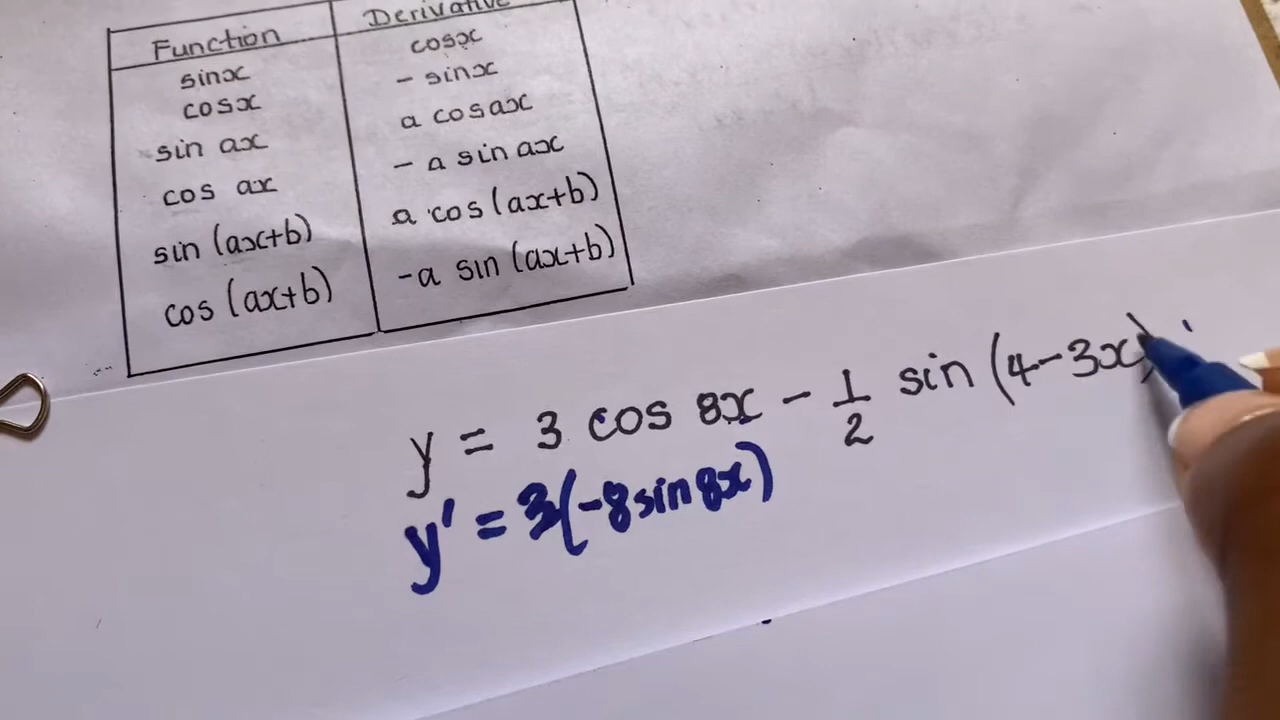 Function Derivative
sinx cosx
cosx - sinx
sin ax a cosax
cos ax - a sin ax
sin (ax+b) a cos (ax+b)
cos (ax+b) -a sin (ax+b)
y = 3 cos 8x - 1/2 sin (4-3x)
y' = 3(-8sin8x)